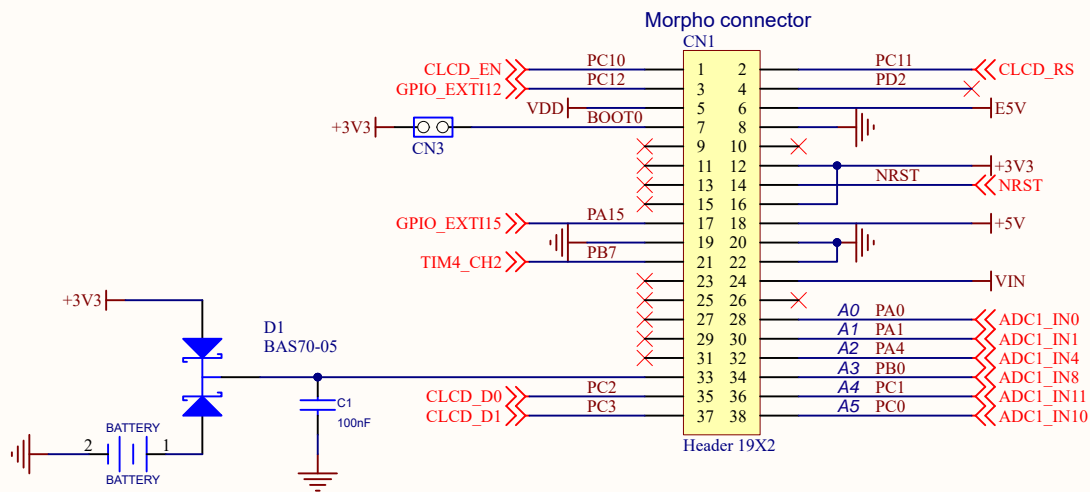 Morpho connector
CN1
CLCD_EN PC10 1 2 PC11 CLCD_RS
GPIO_EXTI12 PC12 3 4 PD2
VDD 5 6 E5V
+3V3 BOOT0 7 8
CN3
9 10
11 12 +3V3
13 14 NRST NRST
15 16
GPIO_EXTI15 PA15 17 18 +5V
19 20
TIM4_CH2 PB7 21 22
23 24 VIN
25 26
+3V3
27 28 A0 PA0 ADC1_IN0
D1
29 30 A1 PA1 ADC1_IN1
BAS70-05
31 32 A2 PA4 ADC1_IN4
33 34 A3 PB0 ADC1_IN8
CLCD_D0 PC2 35 36 A4 PC1 ADC1_IN11
C1
CLCD_D1 PC3 37 38 A5 PC0 ADC1_IN10
100nF
BATTERY
2 1
BATTERY
Header 19X2